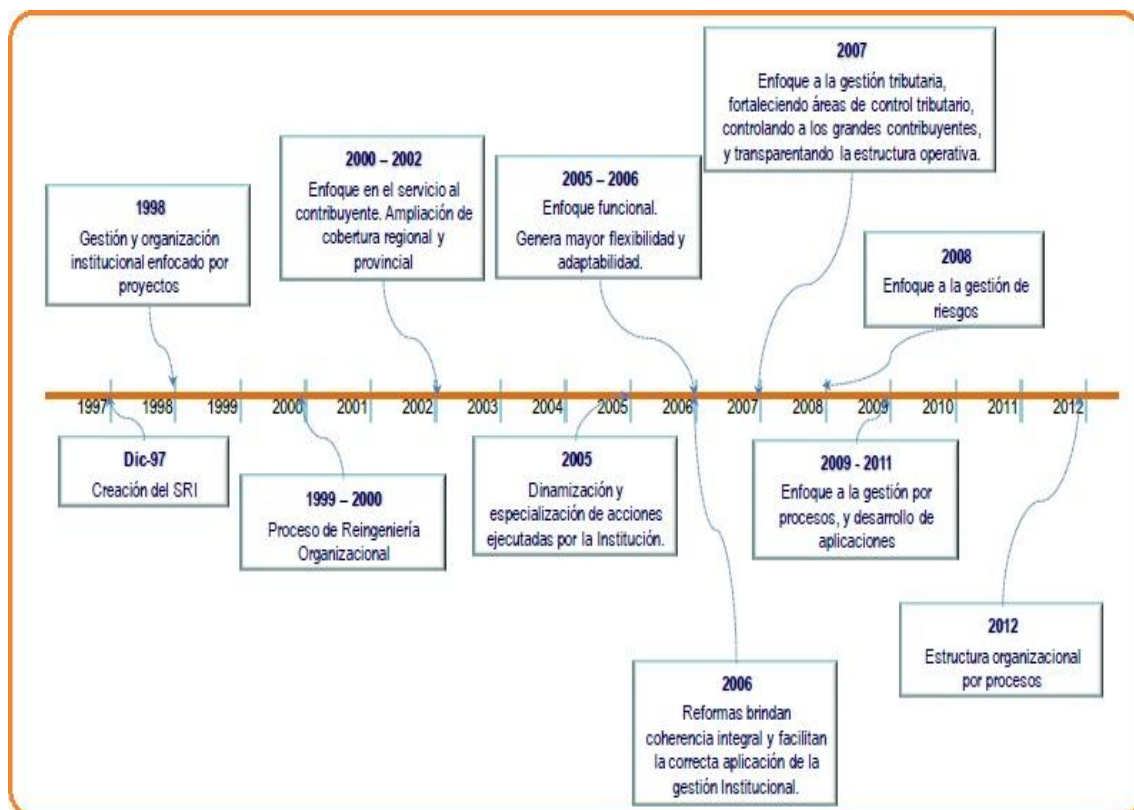 2007
Enfoque a la gestión tributaria,
fortaleciendo áreas de control tributario,
controlando a los grandes contribuyentes,
y transparentando la estructura operativa.
2000 – 2002
Enfoque en el servicio al
contribuyente. Ampliación de
cobertura regional y
provincial
2005 – 2006
Enfoque funcional.
Genera mayor flexibilidad y
adaptabilidad.
1998
Gestión y organización
institucional enfocado por
proyectos
2008
Enfoque a la gestión de
riesgos
1997 1998 1999 2000 2001 2002 2003 2004 2005 2006 2007 2008 2009 2010 2011 2012
Dic-97
Creación del SRI
1999 – 2000
Proceso de Reingeniería
Organizacional
2005
Dinamización y
especialización de acciones
ejecutadas por la Institución.
2009 - 2011
Enfoque a la gestión por
procesos, y desarrollo de
aplicaciones
2012
Estructura organizacional
por procesos
2006
Reformas brindan
coherencia integral y facilitan
la correcta aplicación de la
gestión Institucional.